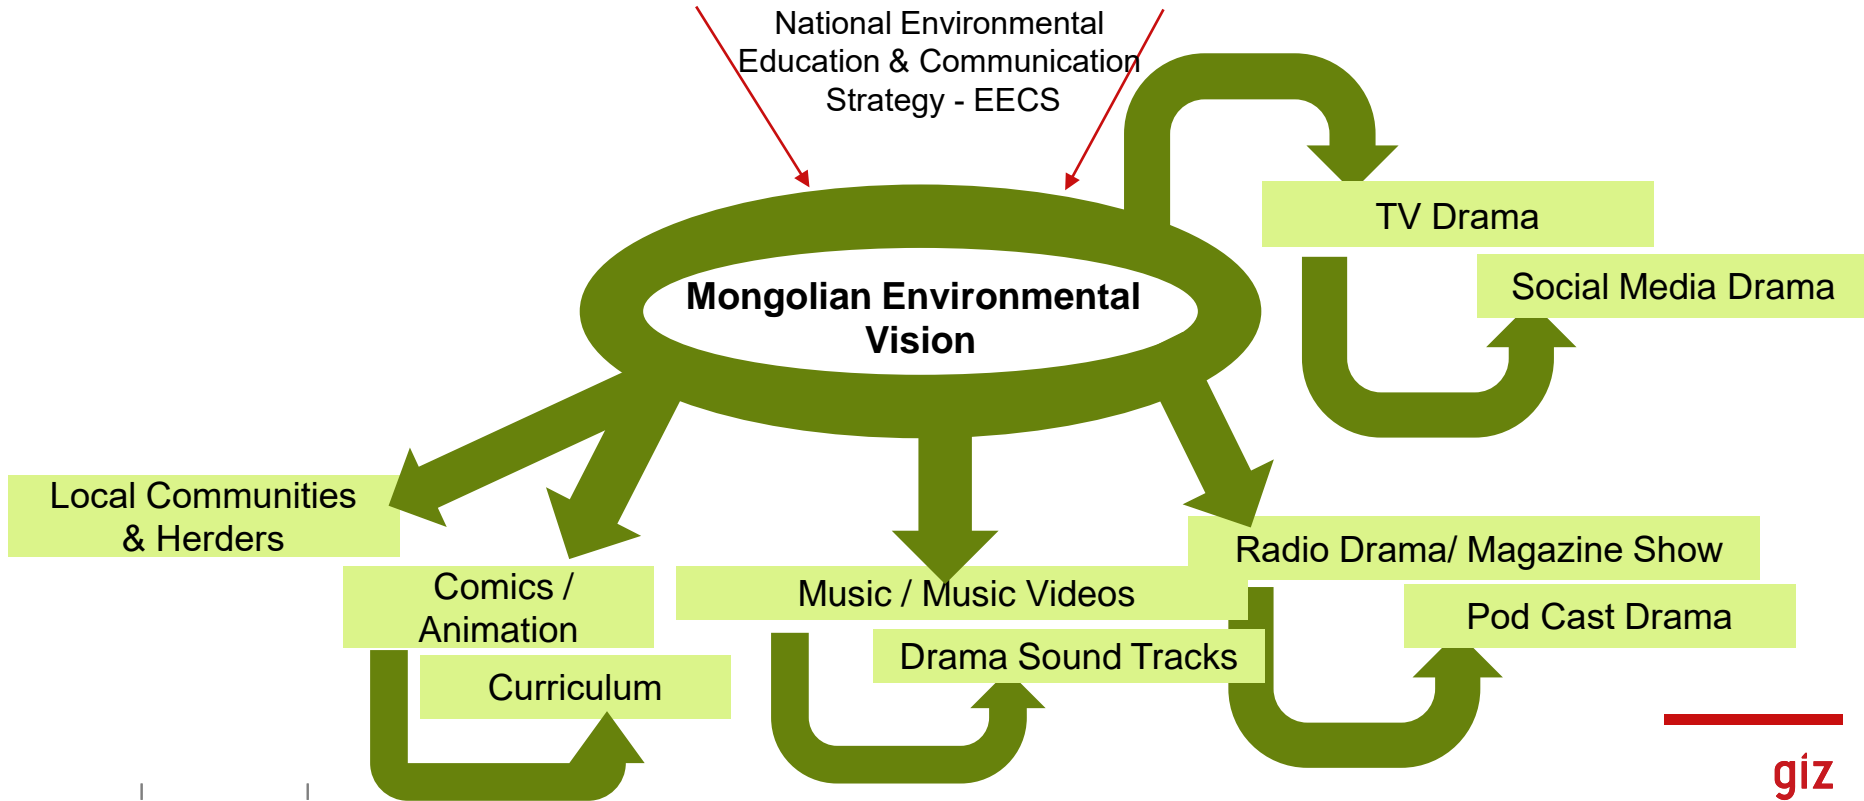 National Environmental
Education & Communication
Strategy - EECS
TV Drama
Social Media Drama
Mongolian Environmental
Vision
Local Communities
& Herders
Radio Drama/ Magazine Show
Comics /
Animation
Music / Music Videos
Pod Cast Drama
Drama Sound Tracks
Curriculum
giz